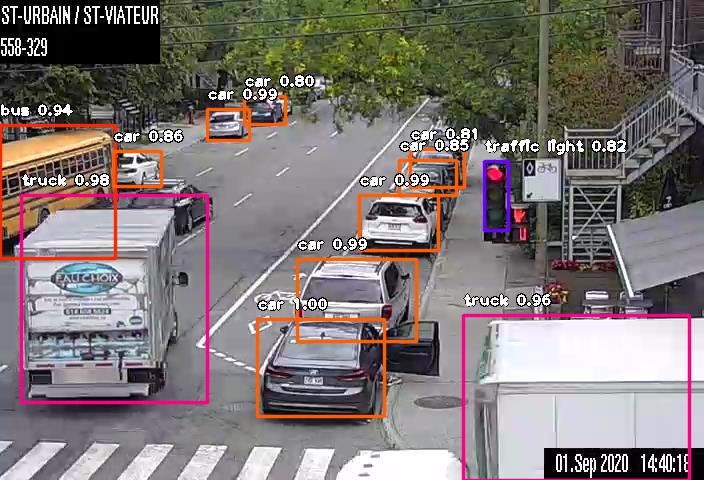 ST-URBAIN / ST-VIATEUR
558-329
car 0.80
car 0.99
bus 0.94
car 0.86
car 0.81
car 0.85
traffic light 0.82
truck 0.98
car 0.99
car 0.99
car 1.00
truck 0.96
EAU CHOIX
01.Sep 2020 14:40:18